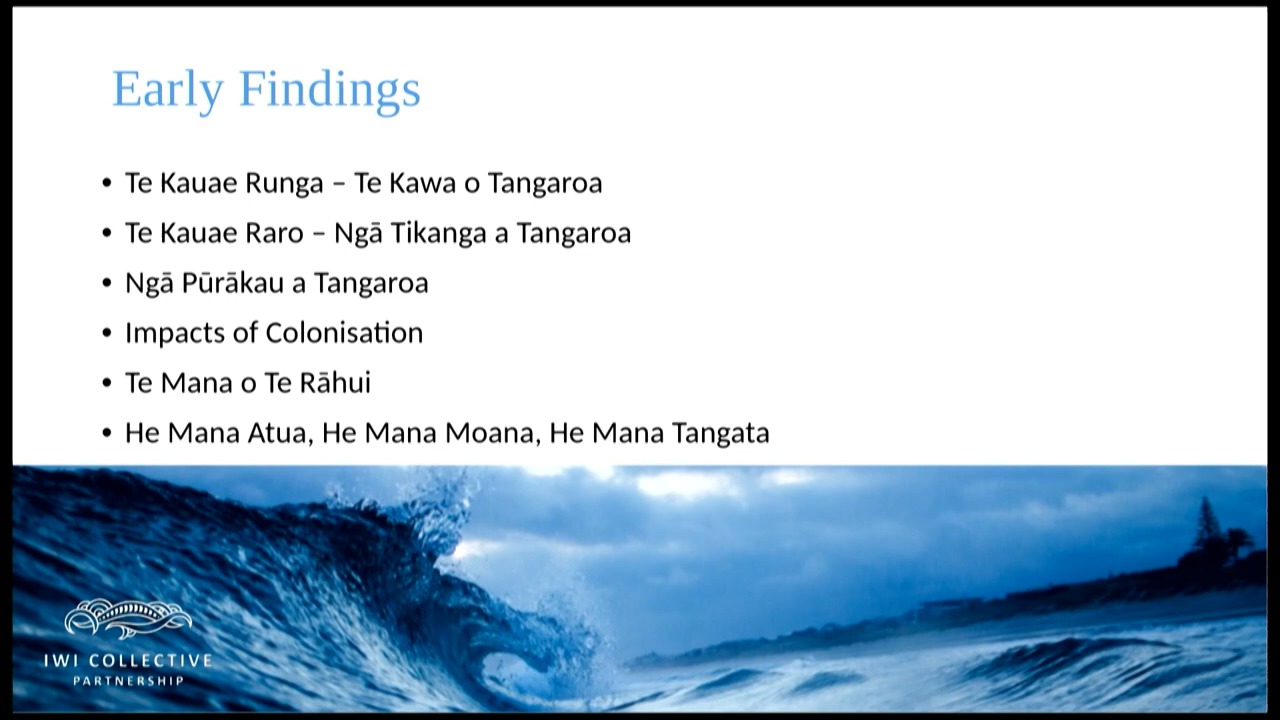 Early Findings
• Te Kauae Runga – Te Kawa o Tangaroa
• Te Kauae Raro – Ngā Tikanga a Tangaroa
• Ngā Pūrākau a Tangaroa
• Impacts of Colonisation
• Te Mana o Te Rāhui
• He Mana Atua, He Mana Moana, He Mana Tangata
IWI COLLECTIVE
PARTNERSHIP